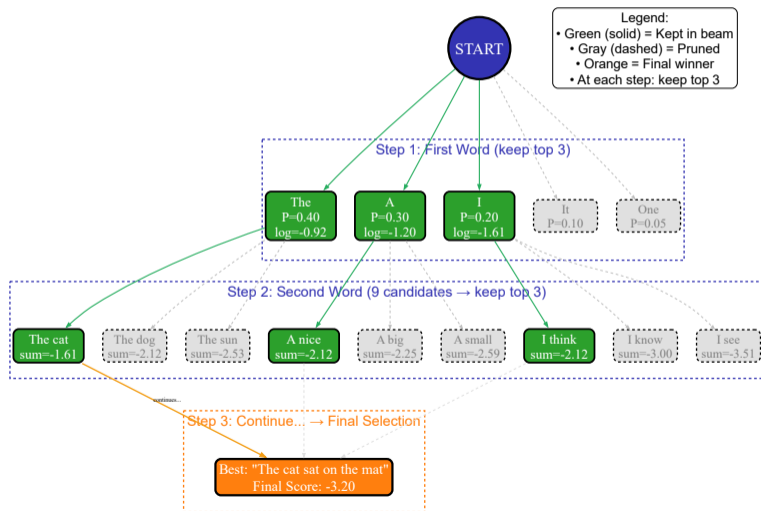 START
Legend:
• Green (solid) = Kept in beam
• Gray (dashed) = Pruned
• Orange = Final winner
• At each step: keep top 3
Step 1: First Word (keep top 3)
The
P=0.40
log=-0.92
A
P=0.30
log=-1.20
I
P=0.20
log=-1.61
It
P=0.10
One
P=0.05
Step 2: Second Word (9 candidates → keep top 3)
The cat
sum=-1.61
The dog
sum=-2.12
The sun
sum=-2.53
A nice
sum=-2.12
A big
sum=-2.25
A small
sum=-2.59
I think
sum=-2.12
I know
sum=-3.00
I see
sum=-3.51
continues...
Step 3: Continue... → Final Selection
Best: "The cat sat on the mat"
Final Score: -3.20